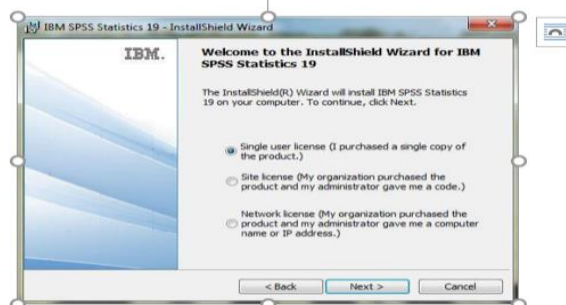 IBM SPSS Statistics 19 - InstallShield Wizard
IBM.
Welcome to the InstallShield Wizard for IBM
SPSS Statistics 19
The InstallShield(R) Wizard will install IBM SPSS Statistics
19 on your computer. To continue, click Next.
Single user license (I purchased a single copy of
the product.)
Site license (My organization purchased the
product and my administrator gave me a code.)
Network license (My organization purchased the
product and my administrator gave me a computer
name or IP address.)
< Back Next > Cancel